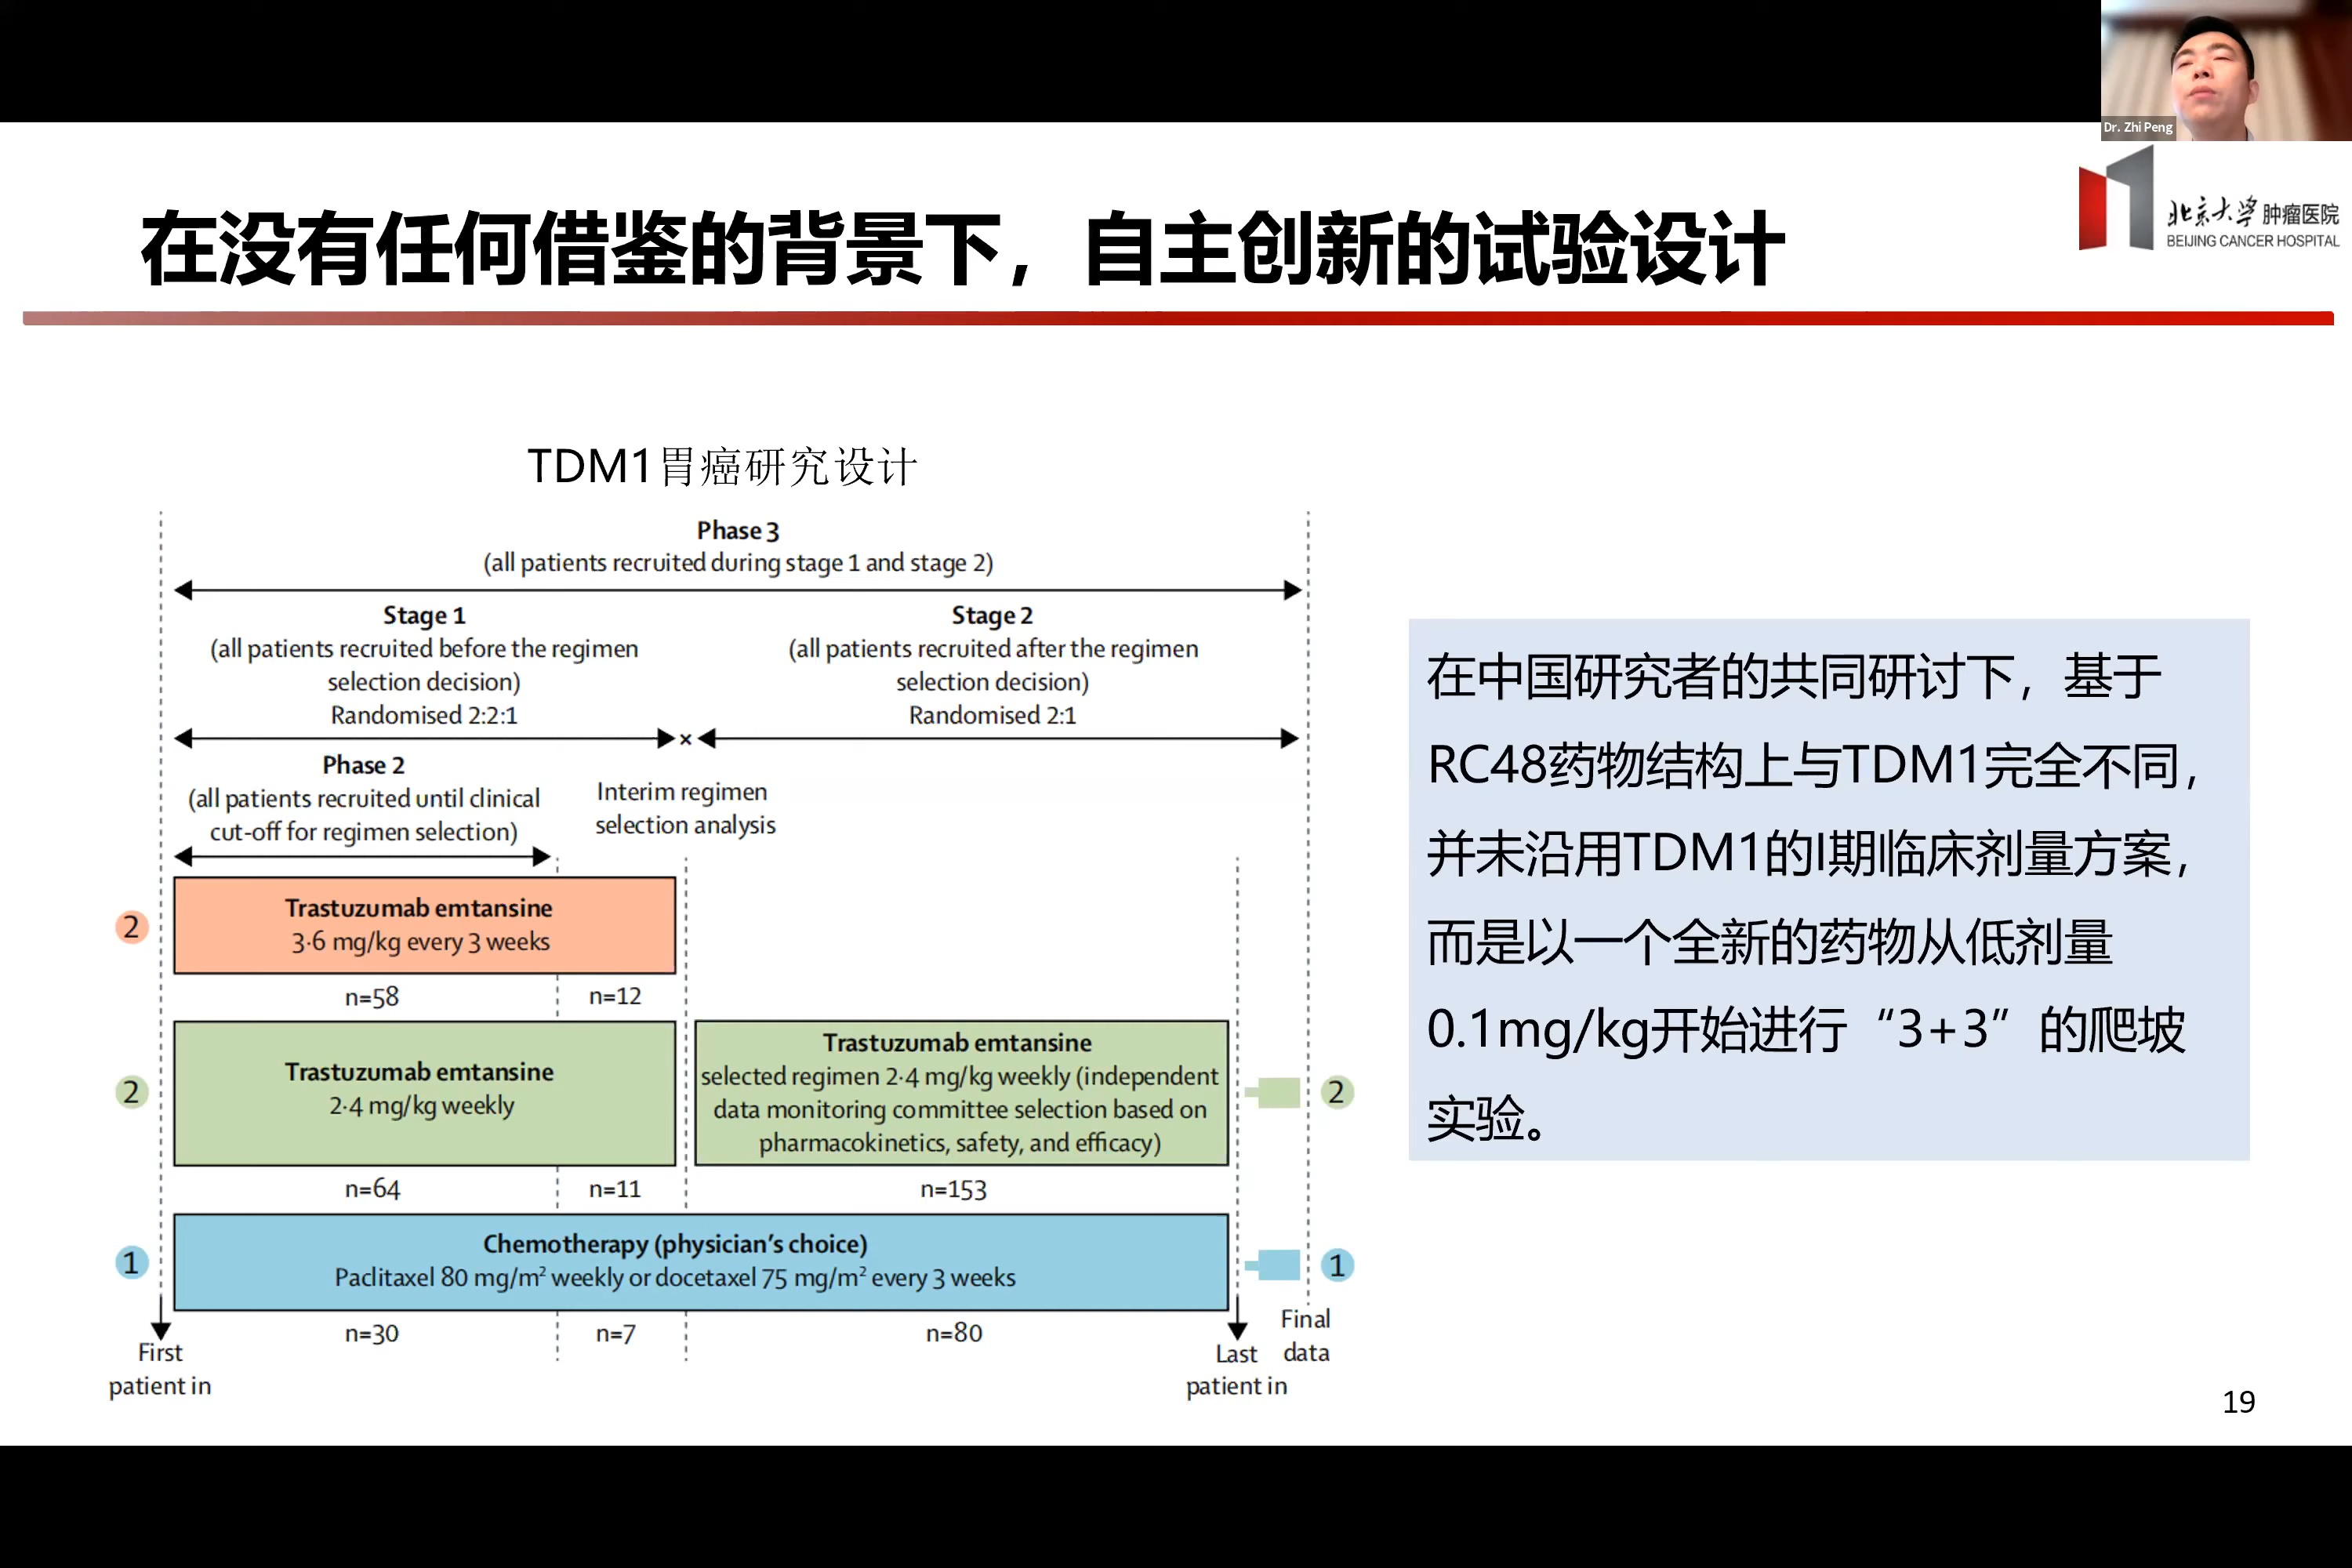 Dr. Zhi Peng
北京大学肿瘤医院
BEIJING CANCER HOSPITAL
在没有任何借鉴的背景下，自主创新的试验设计
TDM1胃癌研究设计
Phase 3
(all patients recruited during stage 1 and stage 2)
Stage 1
(all patients recruited before the regimen
selection decision)
Randomised 2:2:1
Stage 2
(all patients recruited after the regimen
selection decision)
Randomised 2:1
×
Phase 2
(all patients recruited until clinical
cut-off for regimen selection)
Interim regimen
selection analysis
2
Trastuzumab emtansine
3·6 mg/kg every 3 weeks
n=58
n=12
2
Trastuzumab emtansine
2·4 mg/kg weekly
Trastuzumab emtansine
selected regimen 2·4 mg/kg weekly (independent
data monitoring committee selection based on
pharmacokinetics, safety, and efficacy)
2
n=64
n=11
n=153
1
Chemotherapy (physician’s choice)
Paclitaxel 80 mg/m² weekly or docetaxel 75 mg/m² every 3 weeks
1
n=30
n=7
n=80
First
patient in
Last
patient in
Final
data
在中国研究者的共同研讨下，基于
RC48药物结构上与TDM1完全不同，
并未沿用TDM1的I期临床剂量方案，
而是以一个全新的药物从低剂量
0.1mg/kg开始进行“3+3”的爬坡
实验。
19